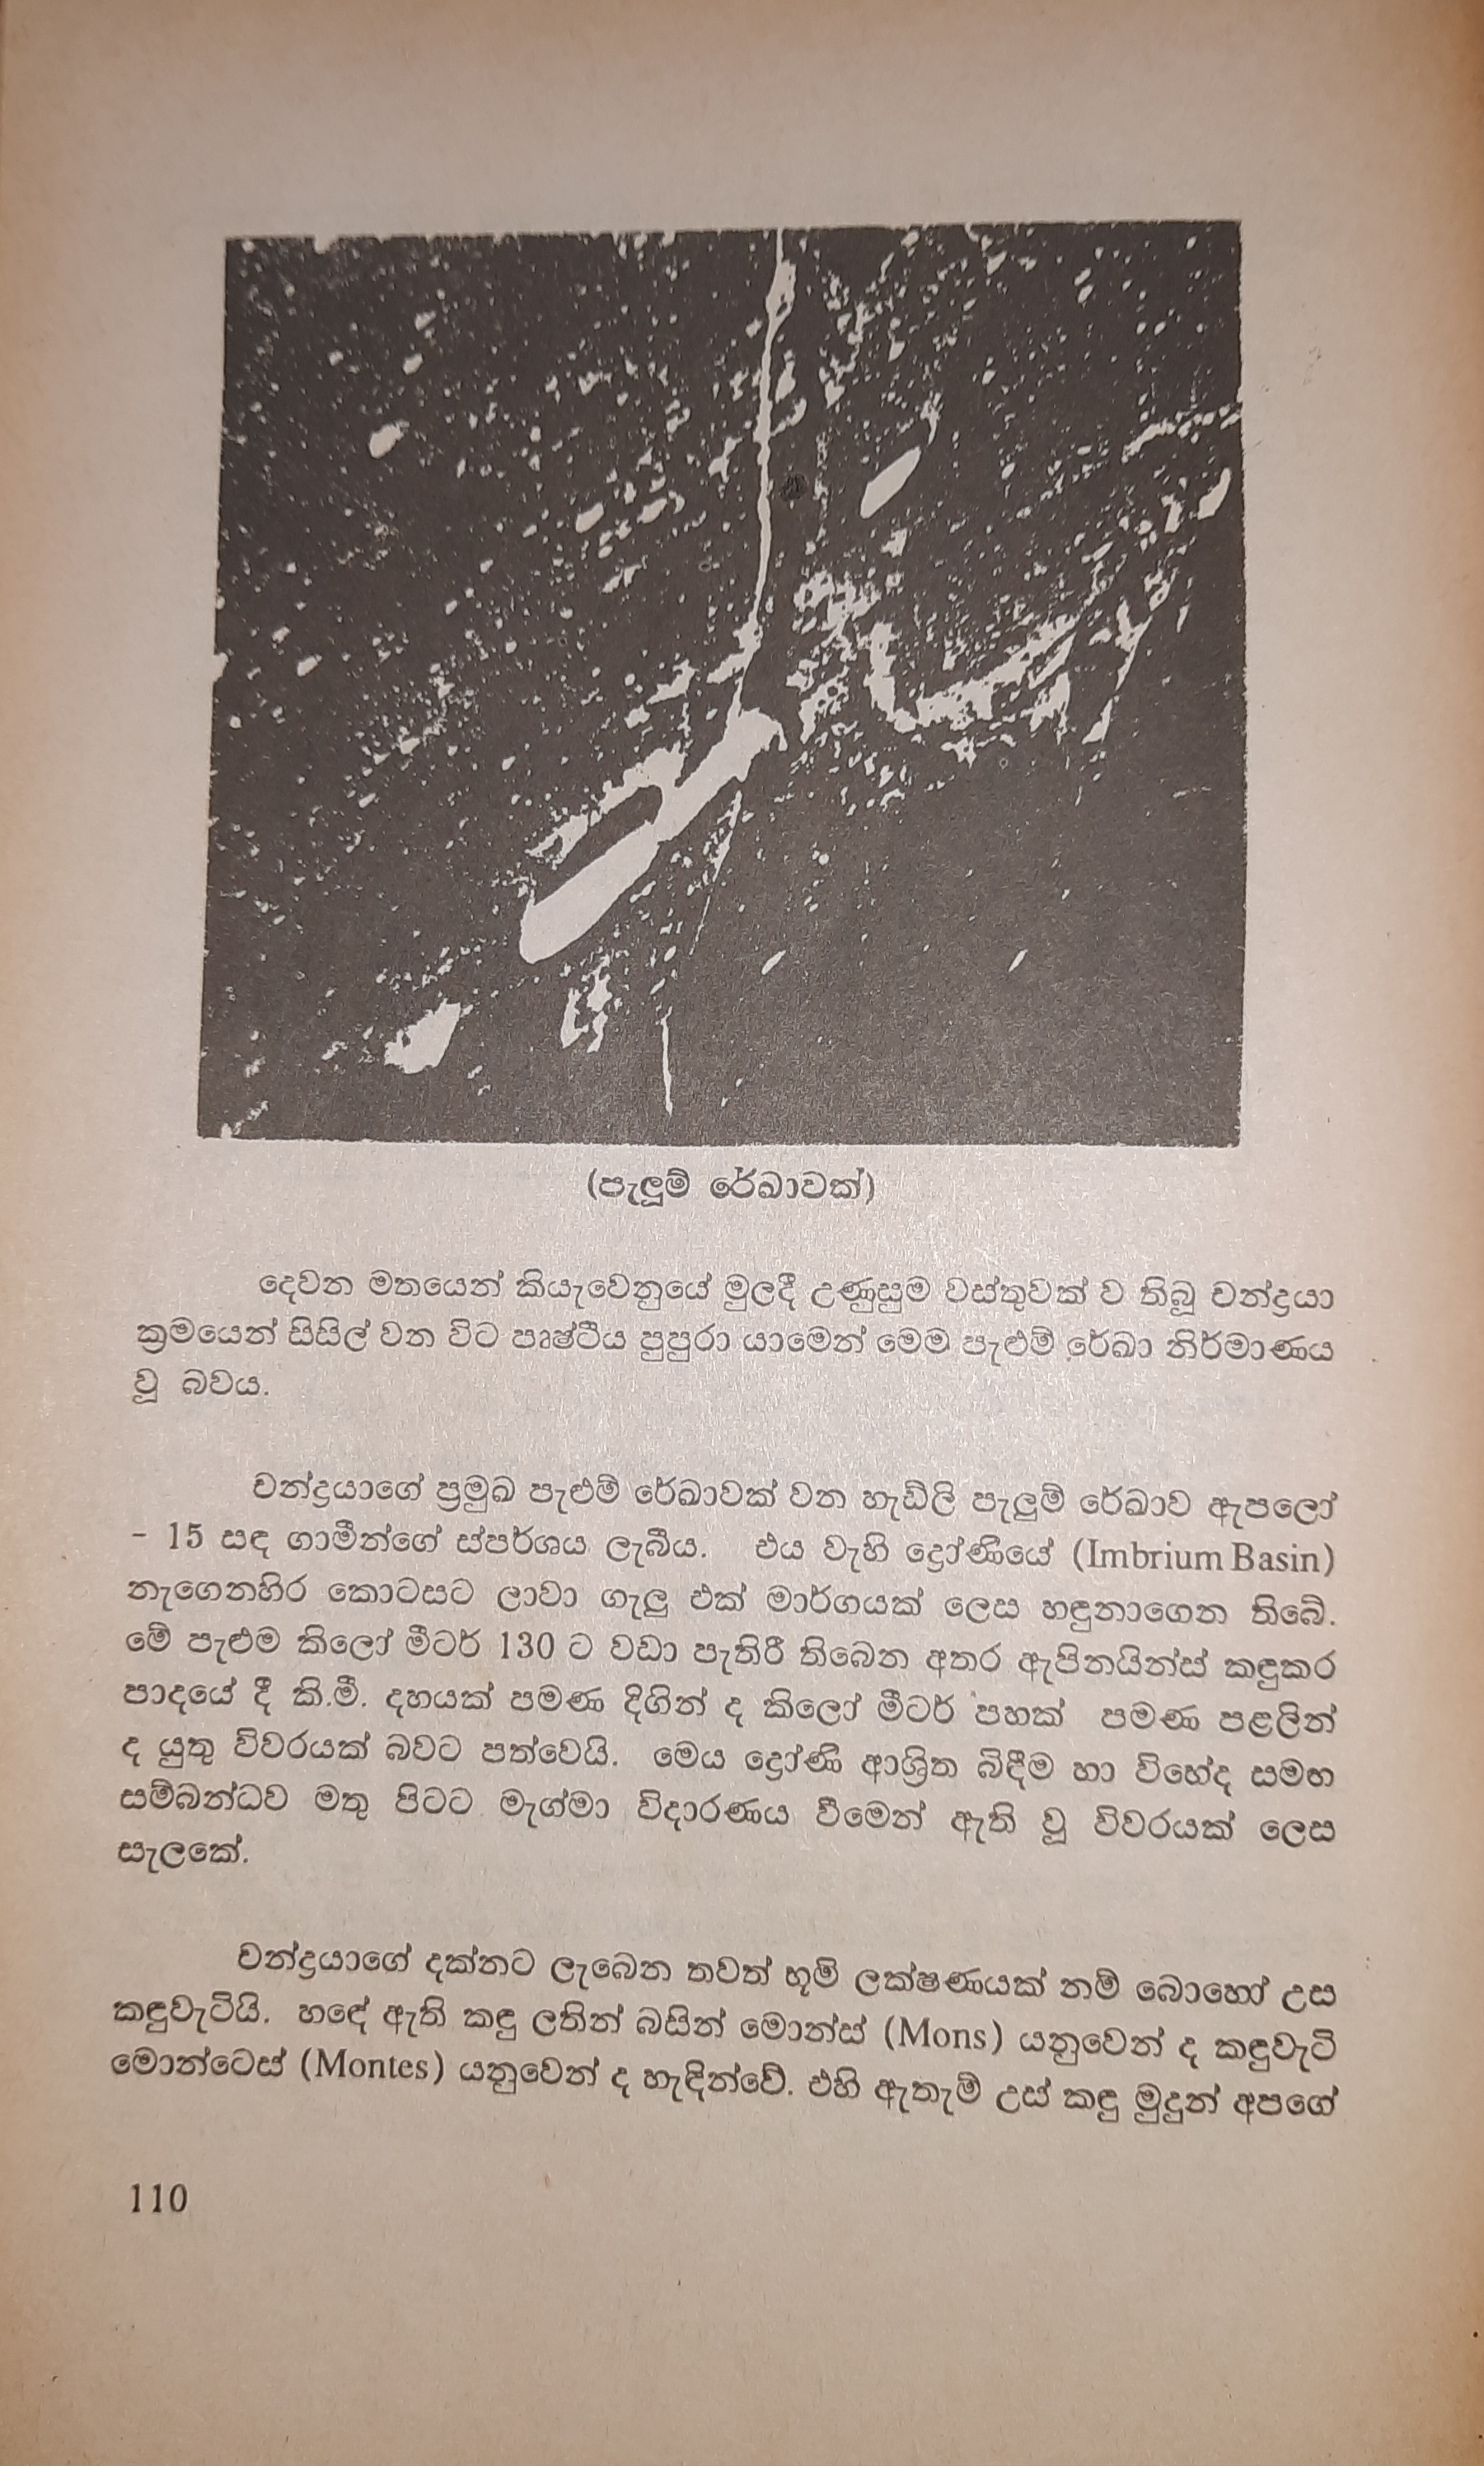 (පැලූම් රේඛාවක්)
දෙවන මතයෙන් කියැවෙනුයේ මුලදී උණුසුම වස්තුවක් ව තිබූ චන්ද්‍රයා
ක්‍රමයෙන් සිසිල් වන විට පෘෂ්ටීය පුපුරා යාමෙන් මෙම පැළුම් රේඛා නිර්මාණය
වූ බවය.
චන්ද්‍රයාගේ ප්‍රමුඛ පැළුම් රේඛාවක් වන හැඩ්ලි පැලුම් රේඛාව ඇපලෝ
- 15 සඳ ගාමීන්ගේ ස්පර්ශය ලැබීය. එය වැහි ද්‍රෝණියේ (Imbrium Basin)
නැගෙනහිර කොටසට ලාවා ගැලු එක් මාර්ගයක් ලෙස හඳුනාගෙන තිබේ.
මේ පැළුම කිලෝ මීටර් 130 ට වඩා පැතිරී තිබෙන අතර ඇපිනයින්ස් කඳුකර
පාදයේ දී කි.මී. දහයක් පමණ දිගින් ද කිලෝ මීටර් පහක් පමණ පළලින්
ද යුතු විවරයක් බවට පත්වෙයි. මෙය ද්‍රෝණි ආශ්‍රිත බිඳීම හා විභේද සමඟ
සම්බන්ධව මතු පිටට මැග්මා විදාරණය වීමෙන් ඇති වූ විවරයක් ලෙස
සැලකේ.
චන්ද්‍රයාගේ දක්නට ලැබෙන තවත් භූමි ලක්ෂණයක් නම් බොහෝ උස
කඳුවැටියි. හඳේ ඇති කඳු ලතින් බසින් මොන්ස් (Mons) යනුවෙන් ද කඳුවැටි
මොන්ටෙස් (Montes) යනුවෙන් ද හැඳින්වේ. එහි ඇතැම් උස් කඳු මුදුන් අපගේ
110